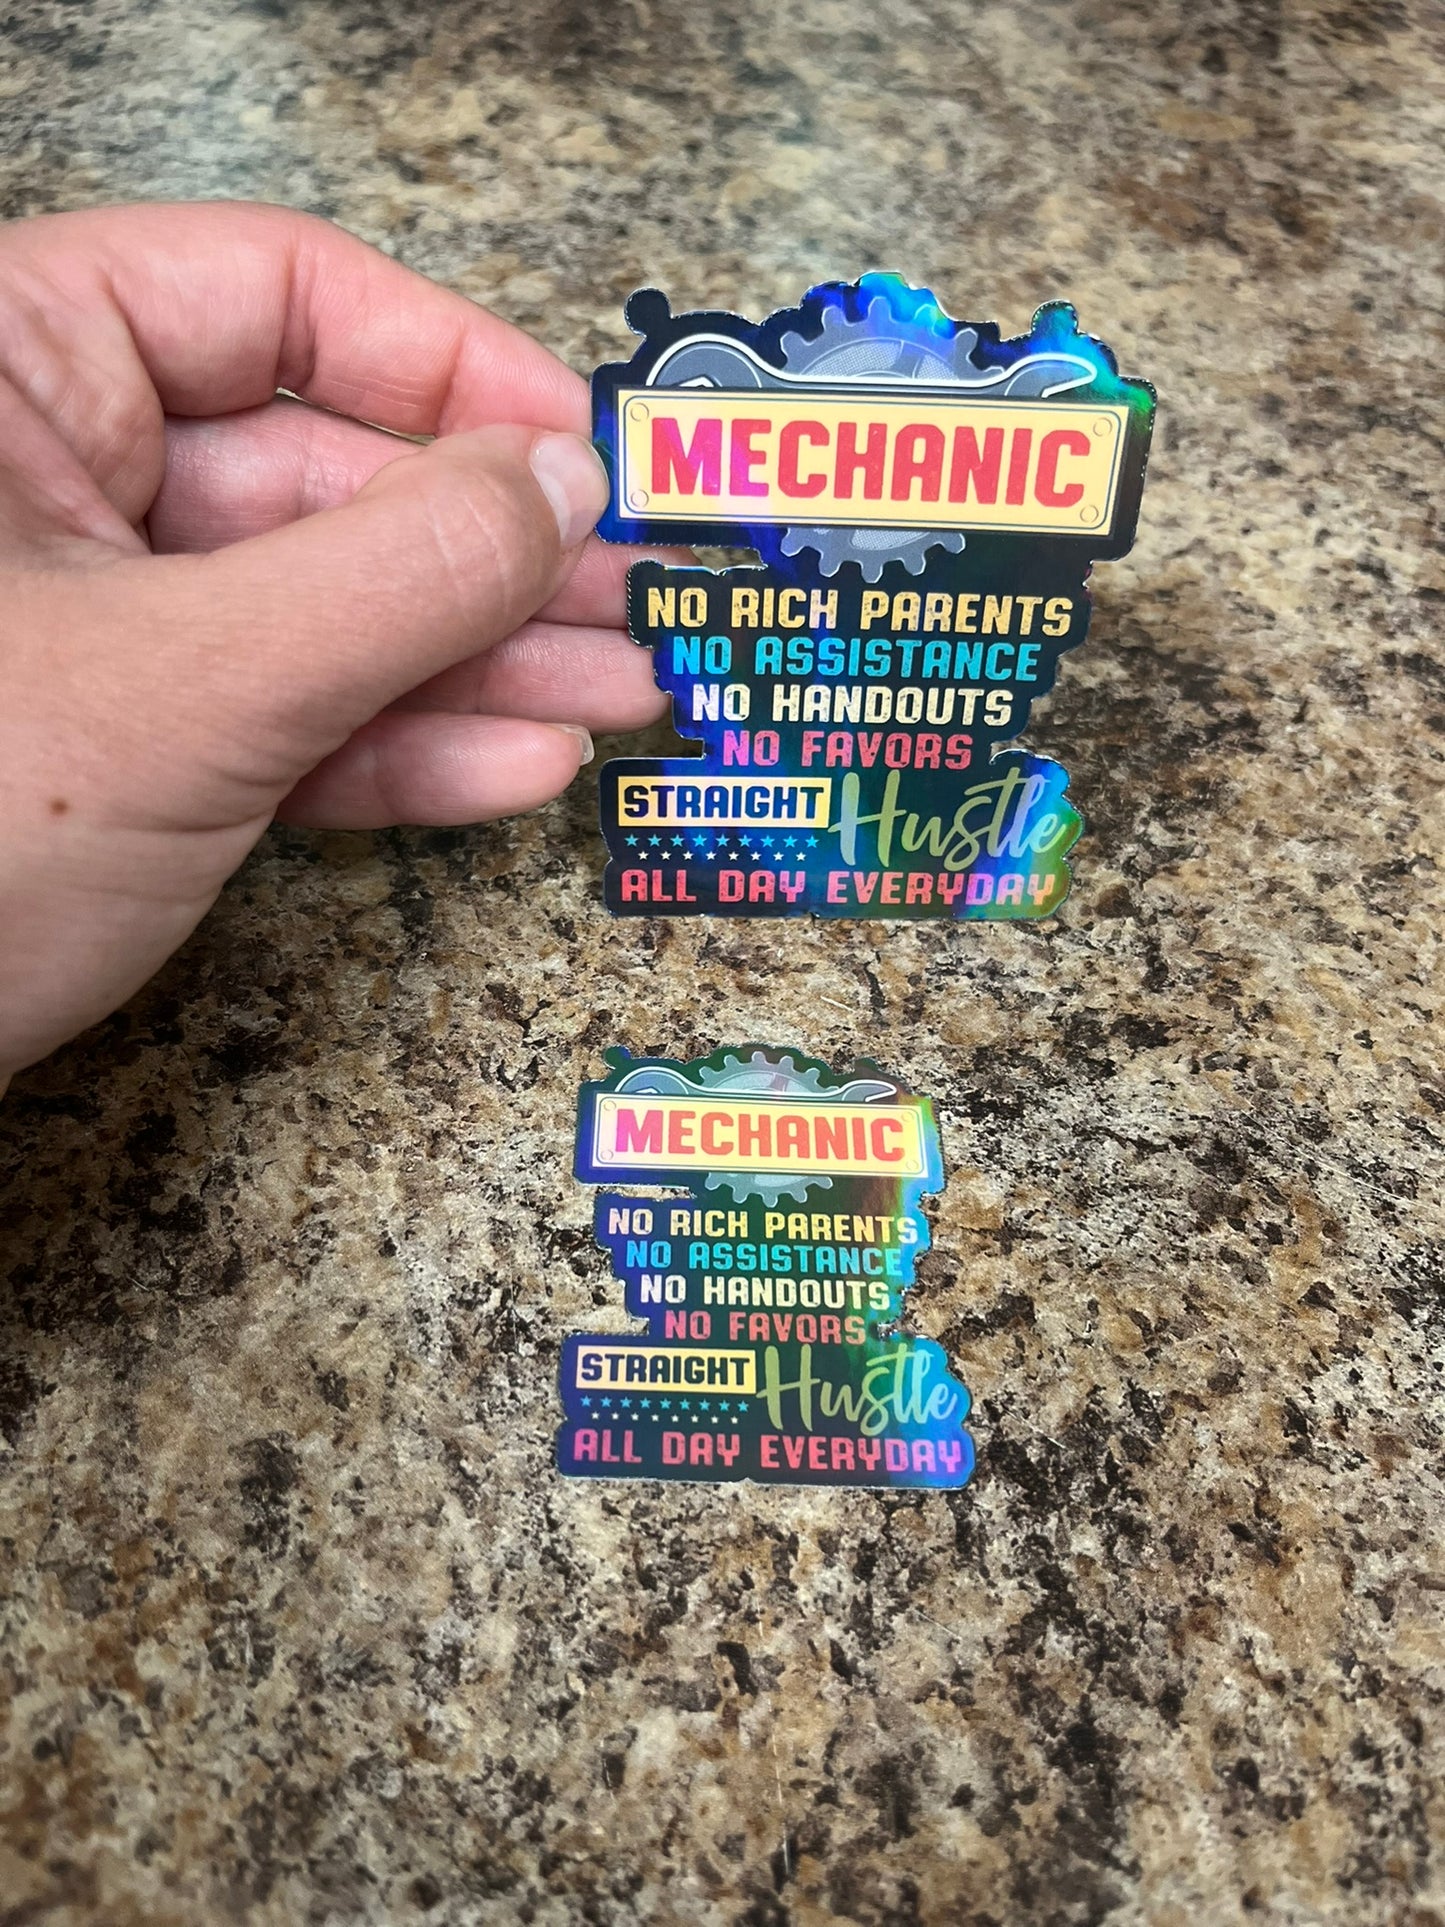 MECHANIC
NO RICH PARENTS
NO ASSISTANCE
NO HANDOUTS
NO FAVORS
STRAIGHT Hustle
ALL DAY EVERYDAY
MECHANIC
NO RICH PARENTS
NO ASSISTANCE
NO HANDOUTS
NO FAVORS
STRAIGHT Hustle
ALL DAY EVERYDAY